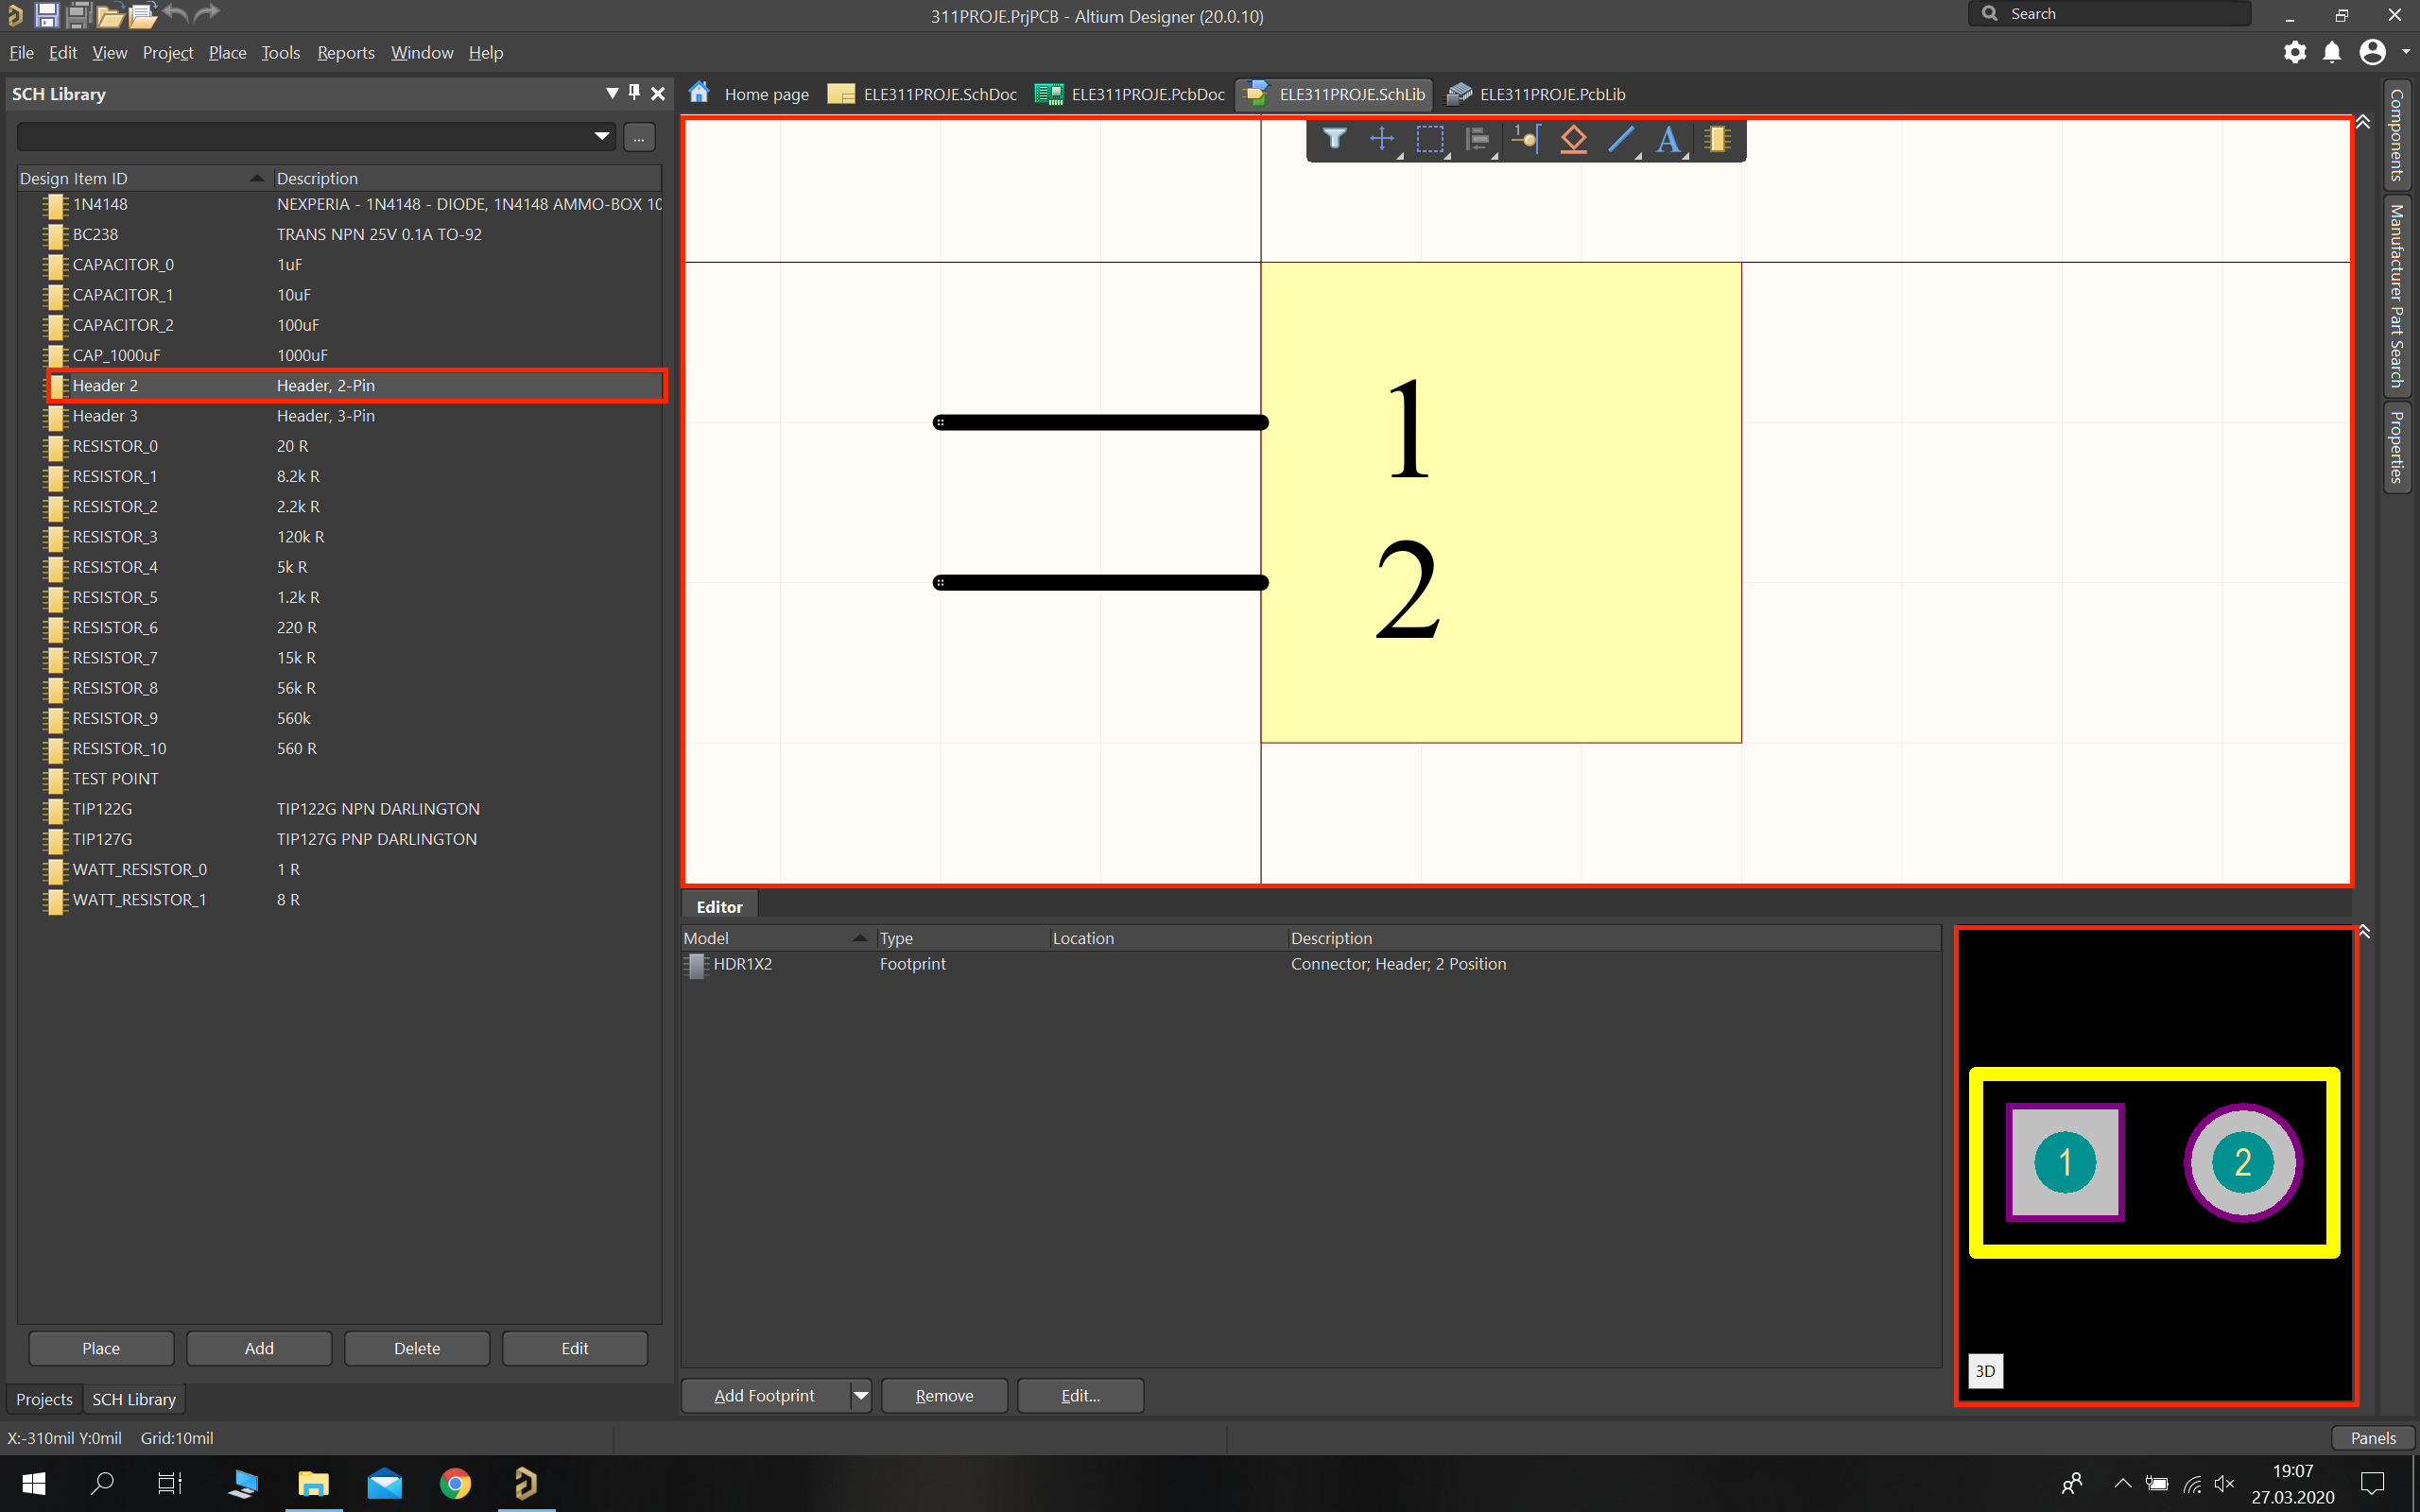 311PROJE.PrjPCB - Altium Designer (20.0.10)
Search
File Edit View Project Place Tools Reports Window Help
SCH Library
Home page ELE311PROJE.SchDoc ELE311PROJE.PcbDoc ELE311PROJE.SchLib ELE311PROJE.PcbLib
...
Design Item ID Description
1N4148 NEXPERIA - 1N4148 - DIODE, 1N4148 AMMO-BOX 10
BC238 TRANS NPN 25V 0.1A TO-92
CAPACITOR_0 1uF
CAPACITOR_1 10uF
CAPACITOR_2 100uF
CAP_1000uF 1000uF
Header 2 Header, 2-Pin
Header 3 Header, 3-Pin
RESISTOR_0 20 R
RESISTOR_1 8.2k R
RESISTOR_2 2.2k R
RESISTOR_3 120k R
RESISTOR_4 5k R
RESISTOR_5 1.2k R
RESISTOR_6 220 R
RESISTOR_7 15k R
RESISTOR_8 56k R
RESISTOR_9 560k
RESISTOR_10 560 R
TEST POINT
TIP122G TIP122G NPN DARLINGTON
TIP127G TIP127G PNP DARLINGTON
WATT_RESISTOR_0 1 R
WATT_RESISTOR_1 8 R
Place Add Delete Edit
Projects SCH Library
1
2
Components
Manufacturer Part Search
Properties
Editor
Model Type Location Description
HDR1X2 Footprint Connector; Header; 2 Position
1 2
3D
Add Footprint Remove Edit...
X:-310mil Y:0mil Grid:10mil
Panels
19:07
27.03.2020